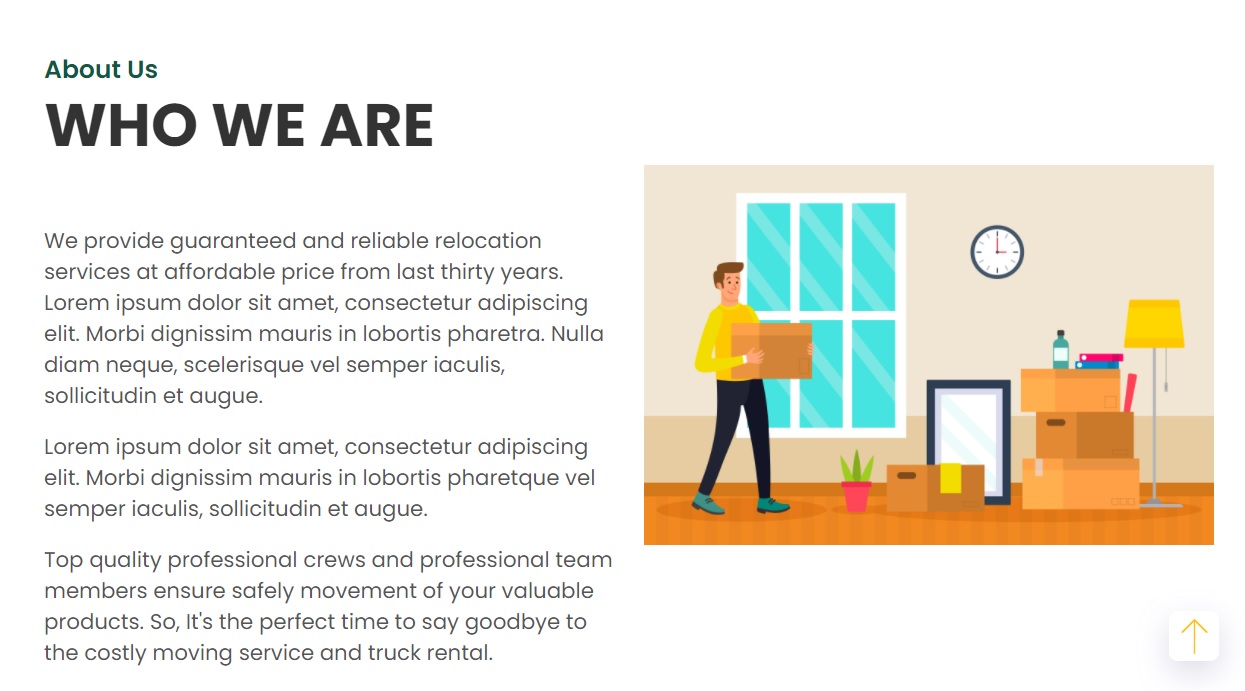 About Us
WHO WE ARE
We provide guaranteed and reliable relocation
services at affordable price from last thirty years.
Lorem ipsum dolor sit amet, consectetur adipiscing
elit. Morbi dignissim mauris in lobortis pharetra. Nulla
diam neque, scelerisque vel semper iaculis,
sollicitudin et augue.
Lorem ipsum dolor sit amet, consectetur adipiscing
elit. Morbi dignissim mauris in lobortis pharetque vel
semper iaculis, sollicitudin et augue.
Top quality professional crews and professional team
members ensure safely movement of your valuable
products. So, It's the perfect time to say goodbye to
the costly moving service and truck rental.